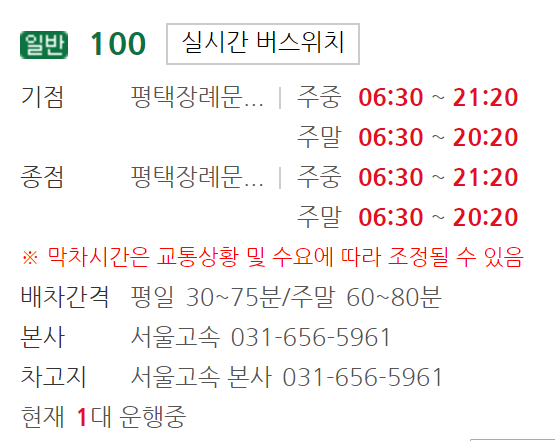 일반 100 실시간 버스위치
기점 평택장례문... | 주중 06:30 ~ 21:20
주말 06:30 ~ 20:20
종점 평택장례문... | 주중 06:30 ~ 21:20
주말 06:30 ~ 20:20
※ 막차시간은 교통상황 및 수요에 따라 조정될 수 있음
배차간격 평일 30~75분/주말 60~80분
본사 서울고속 031-656-5961
차고지 서울고속 본사 031-656-5961
현재 1대 운행중